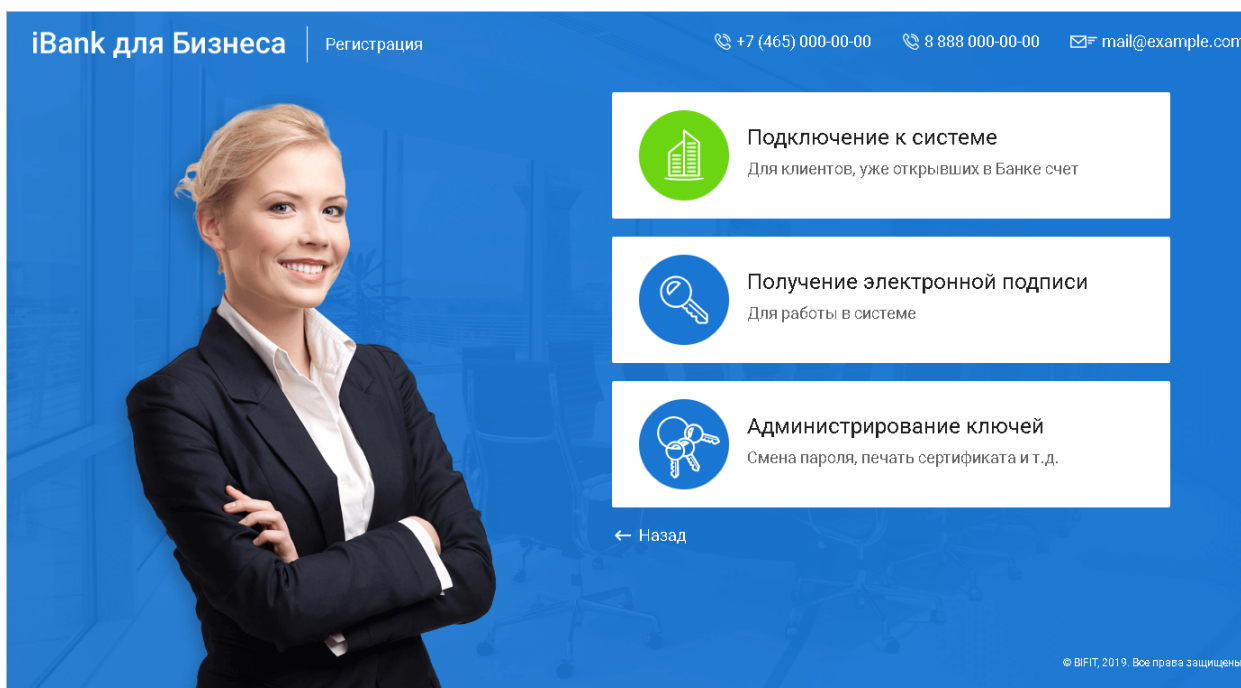 iBank для Бизнеса
Регистрация
+7 (465) 000-00-00
8 888 000-00-00
mail@example.com
Подключение к системе
Для клиентов, уже открывших в Банке счет
Получение электронной подписи
Для работы в системе
Администрирование ключей
Смена пароля, печать сертификата и т.д.
← Назад
© BIFIT, 2019. Все права защищены